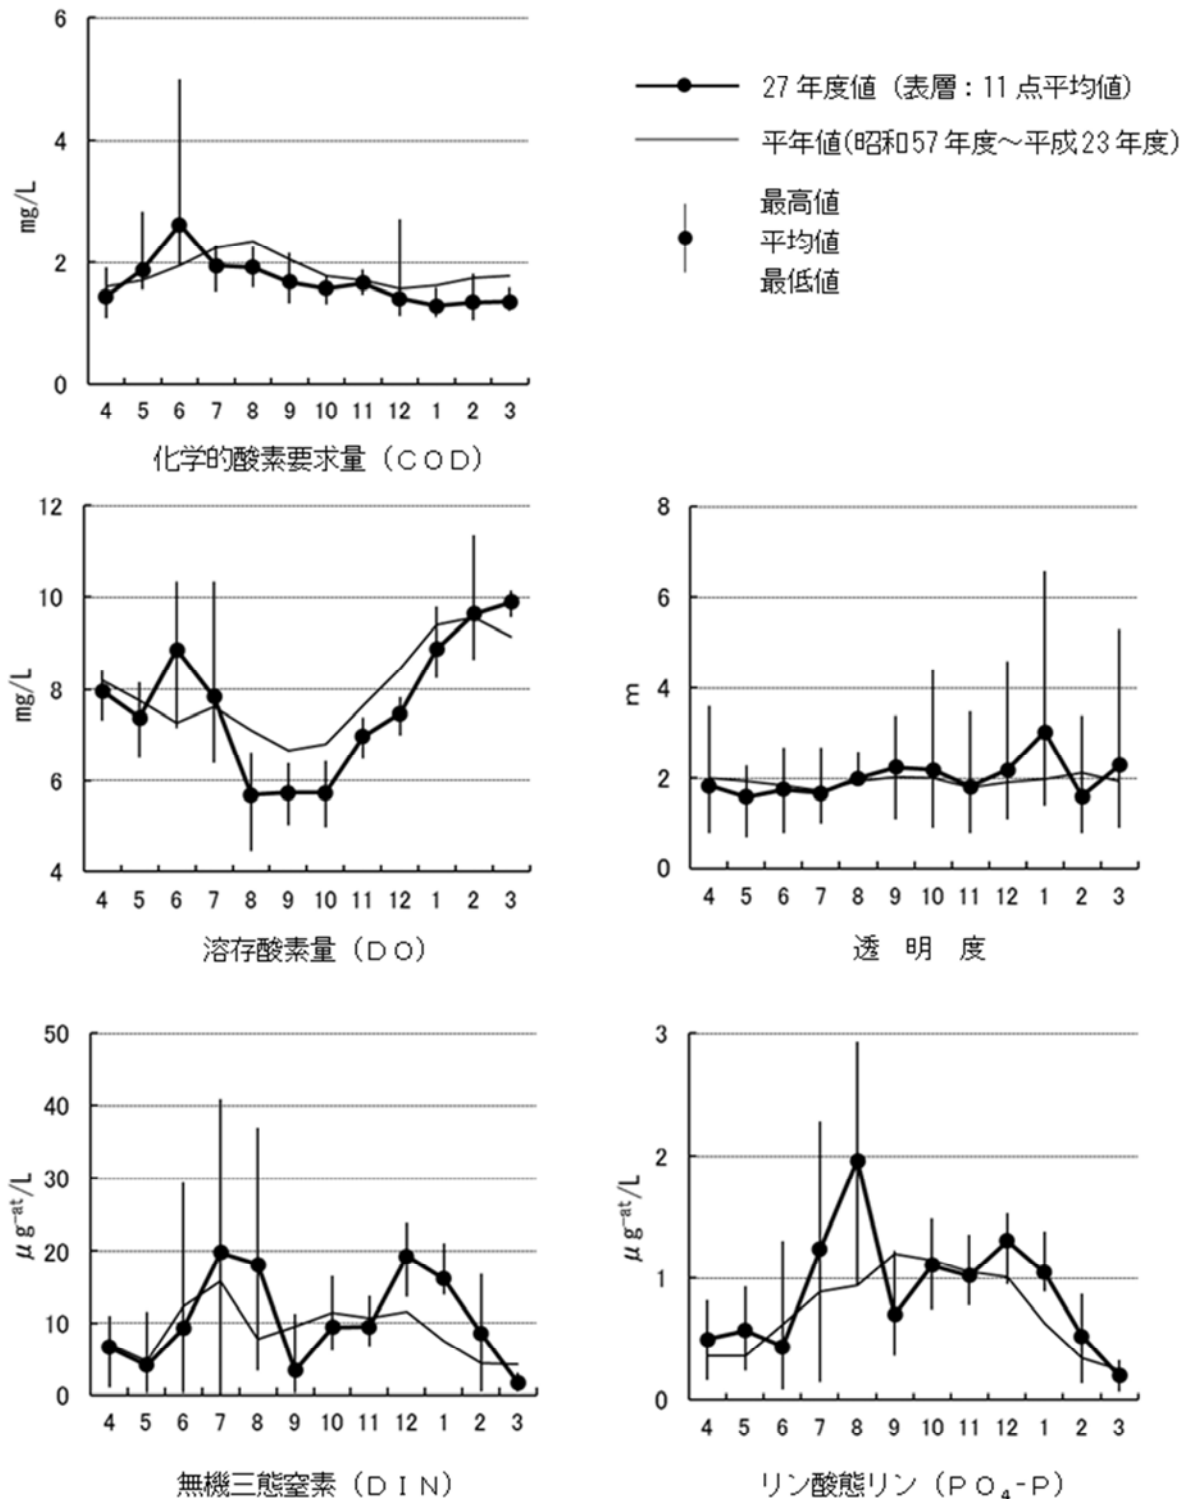 6
4
2
0
mg/L
4 5 6 7 8 9 10 11 12 1 2 3
化学的酸素要求量（ＣＯＤ）
27年度値（表層：11点平均値）
平年値(昭和57年度～平成23年度)
最高値
平均値
最低値
12
10
8
6
4
mg/L
4 5 6 7 8 9 10 11 12 1 2 3
溶存酸素量（ＤＯ）
8
6
4
2
0
m
4 5 6 7 8 9 10 11 12 1 2 3
透 明 度
50
40
30
20
10
0
μg⁻ᵃᵗ/L
4 5 6 7 8 9 10 11 12 1 2 3
無機三態窒素（ＤＩＮ）
3
2
1
0
μg⁻ᵃᵗ/L
4 5 6 7 8 9 10 11 12 1 2 3
リン酸態リン（ＰＯ₄-Ｐ）